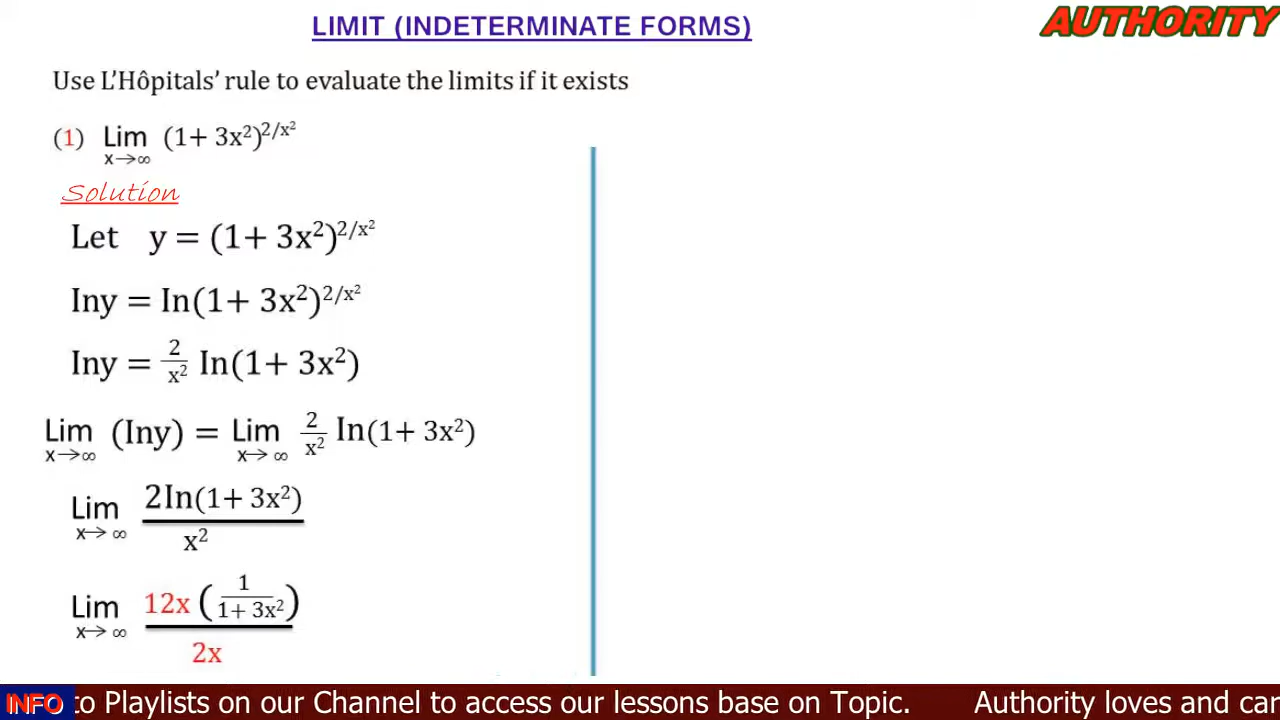 LIMIT (INDETERMINATE FORMS)
AUTHORITY
Use L'Hôpitals' rule to evaluate the limits if it exists
(1) Lim x→∞ (1+ 3x²)^2/x²
Solution
Let y = (1+ 3x²)^2/x²
Iny = In(1+ 3x²)^2/x²
Iny = 2/x² In(1+ 3x²)
Lim x→∞ (Iny) = Lim x→∞ 2/x² In(1+ 3x²)
Lim x→∞ 2In(1+ 3x²) / x²
Lim x→∞ 12x (1/1+ 3x²) / 2x
INFO to Playlists on our Channel to access our lessons base on Topic. Authority loves and car